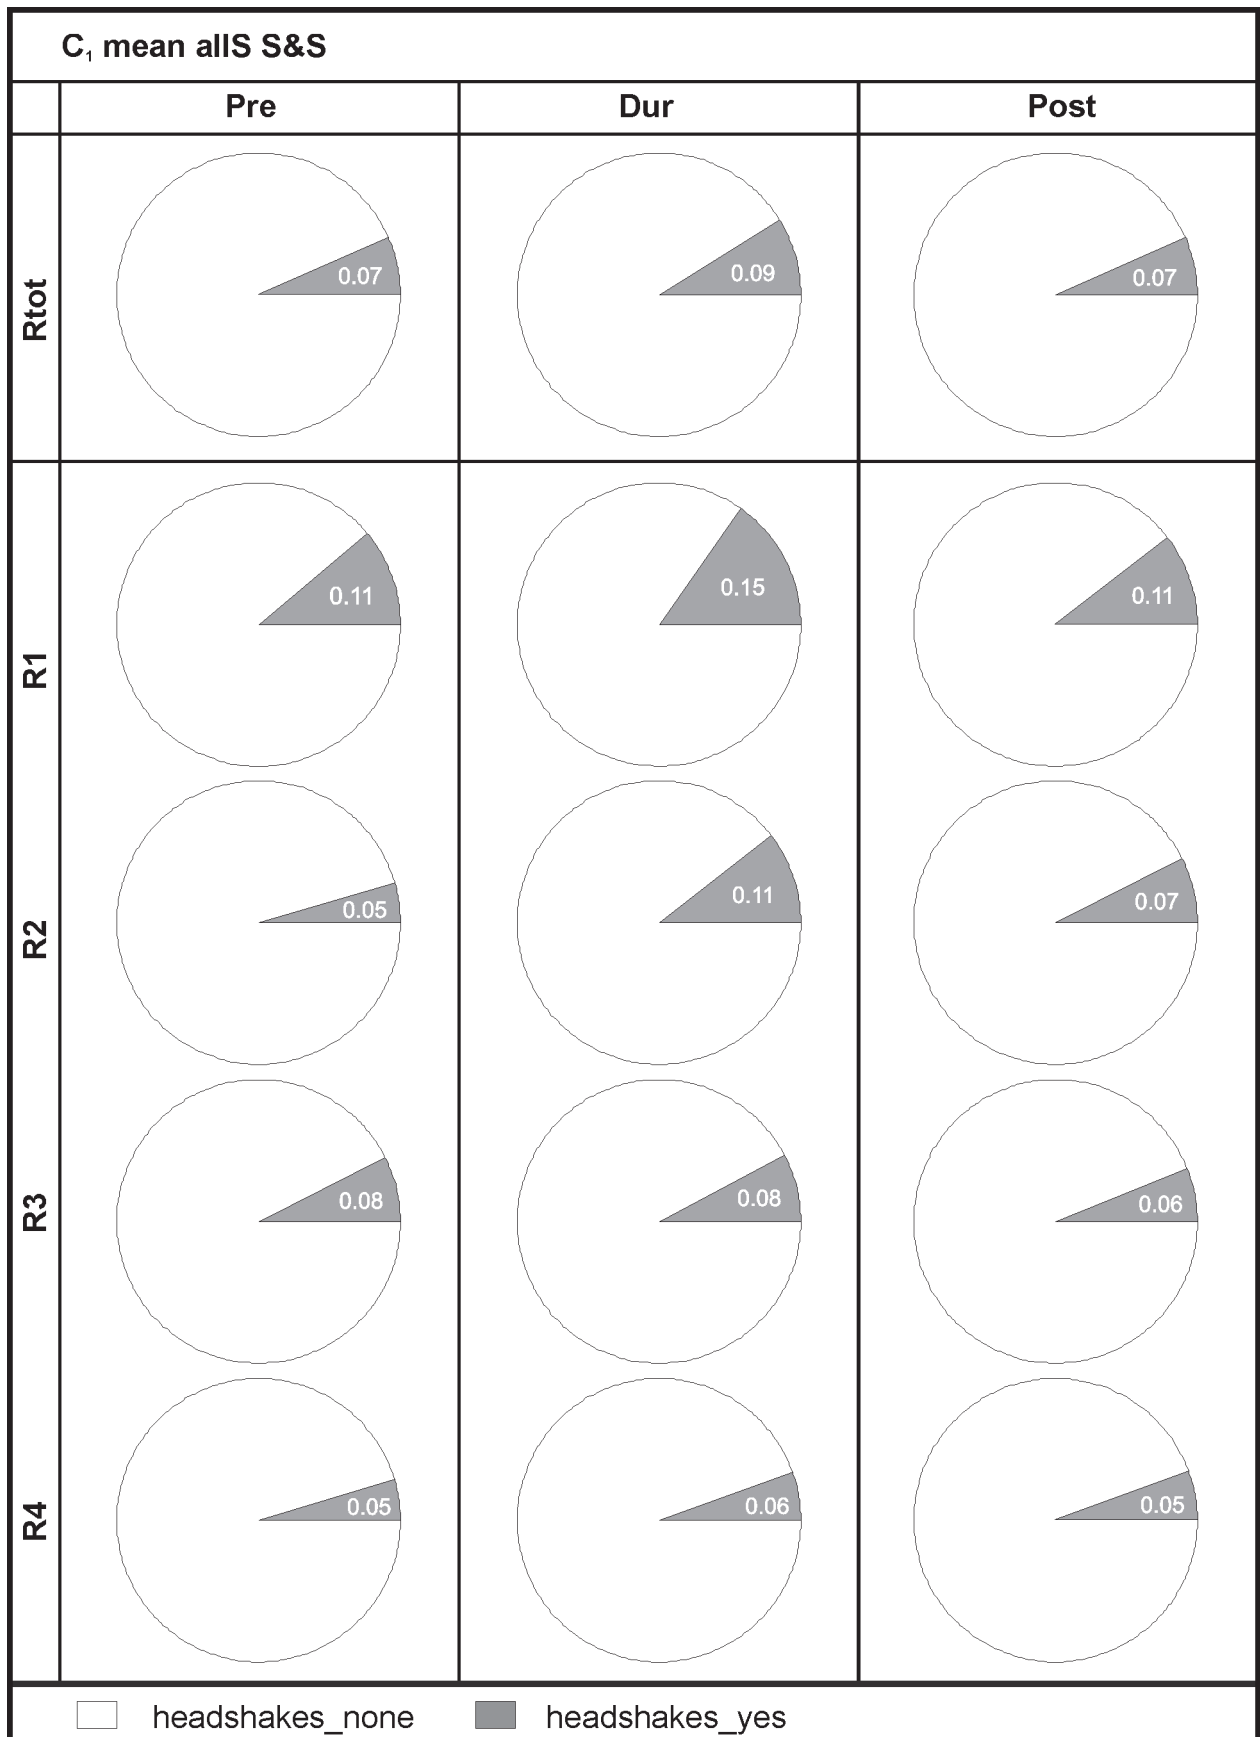 C₁ mean allS S&S
Pre Dur Post
Rtot
0.07 0.09 0.07
R1
0.11 0.15 0.11
R2
0.05 0.11 0.07
R3
0.08 0.08 0.06
R4
0.05 0.06 0.05
headshakes_none headshakes_yes